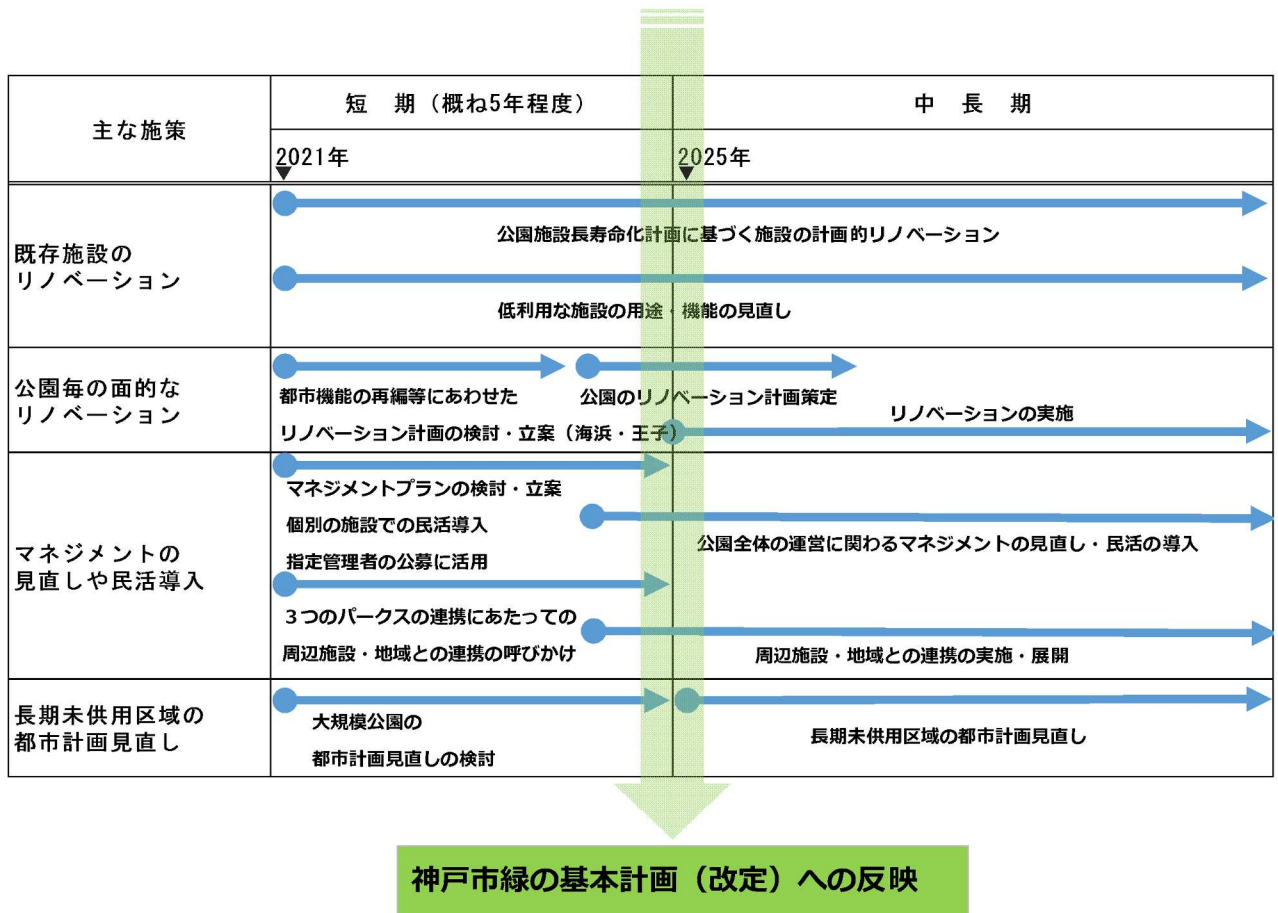 主な施策
短 期（概ね5年程度）
中 長 期
2021年
2025年
既存施設の
リノベーション
公園施設長寿命化計画に基づく施設の計画的リノベーション
低利用な施設の用途・機能の見直し
公園毎の面的な
リノベーション
都市機能の再編等にあわせた
リノベーション計画の検討・立案（海浜・王子）
公園のリノベーション計画策定
リノベーションの実施
マネジメントの
見直しや民活導入
マネジメントプランの検討・立案
個別の施設での民活導入
指定管理者の公募に活用
公園全体の運営に関わるマネジメントの見直し・民活の導入
３つのパークスの連携にあたっての
周辺施設・地域との連携の呼びかけ
周辺施設・地域との連携の実施・展開
長期未供用区域の
都市計画見直し
大規模公園の
都市計画見直しの検討
長期未供用区域の都市計画見直し
神戸市緑の基本計画（改定）への反映